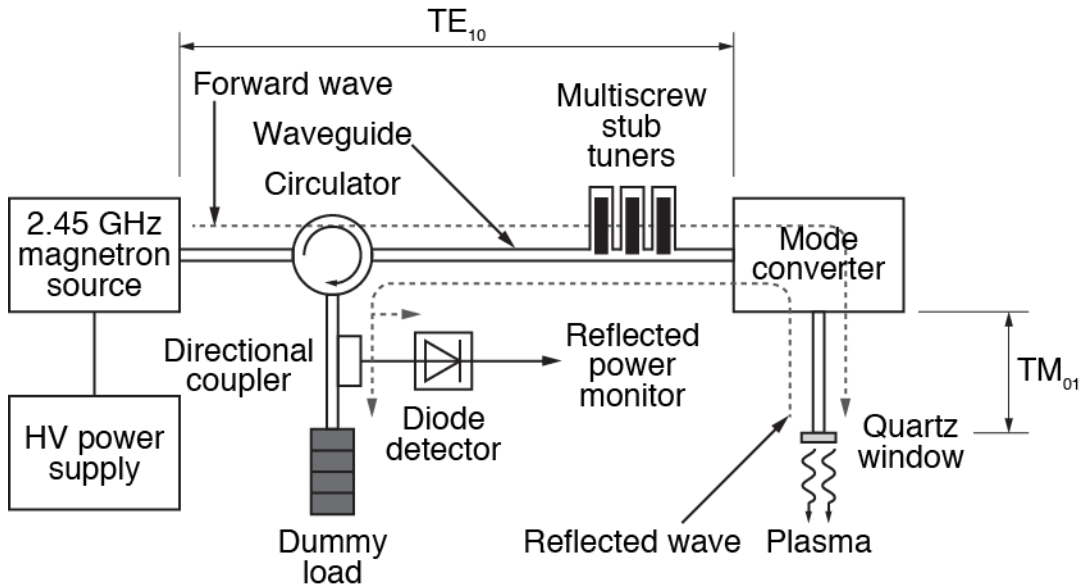 TE10
Forward wave
Waveguide
Circulator
Multiscrew
stub
tuners
2.45 GHz
magnetron
source
Mode
converter
Directional
coupler
Diode
detector
Reflected
power
monitor
TM01
HV power
supply
Quartz
window
Dummy
load
Reflected wave
Plasma